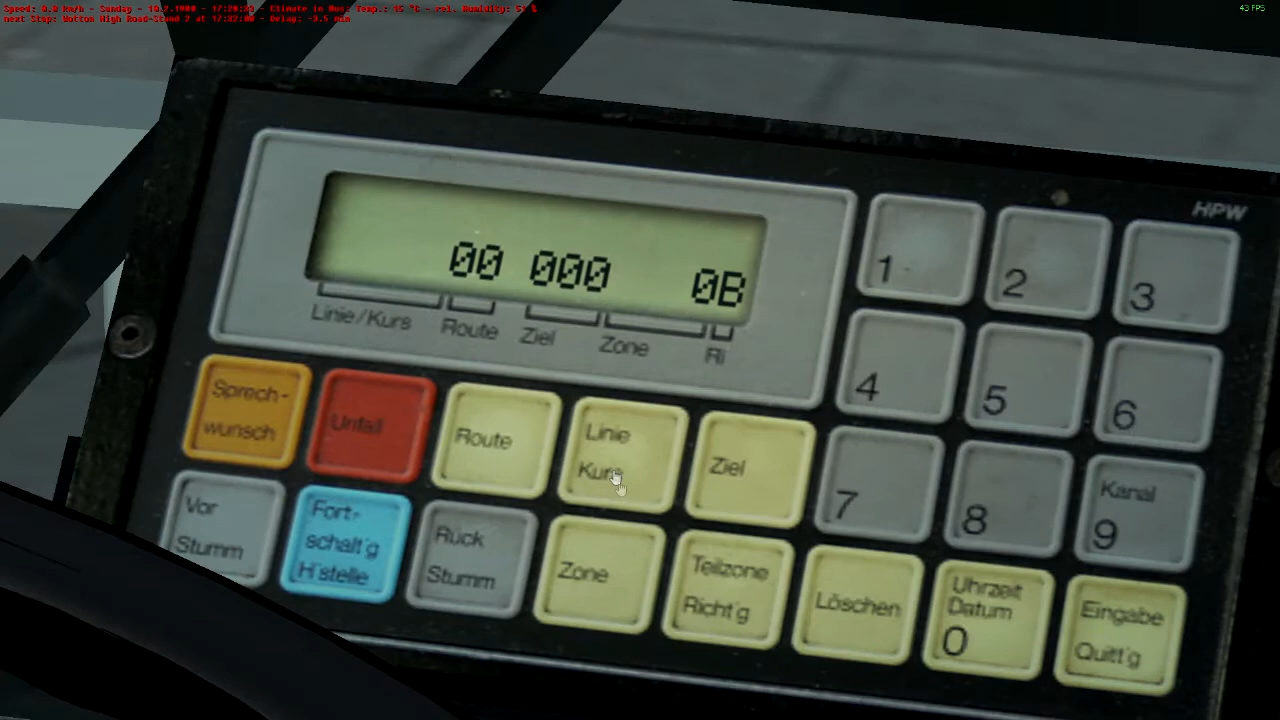 43 FPS
HPW
00 000 0B
Linie/Kurs Route Ziel Zone Ri
1 2 3
4 5 6
7 8 Kanal 9
Sprech-
wunsch
Unfall
Route
Linie
Kurs
Ziel
Vor
Stumm
Fort-
schalt'g
H'stelle
Rück
Stumm
Zone
Teilzone
Richt'g
Löschen
Uhrzeit
Datum
0
Eingabe
Quitt'g